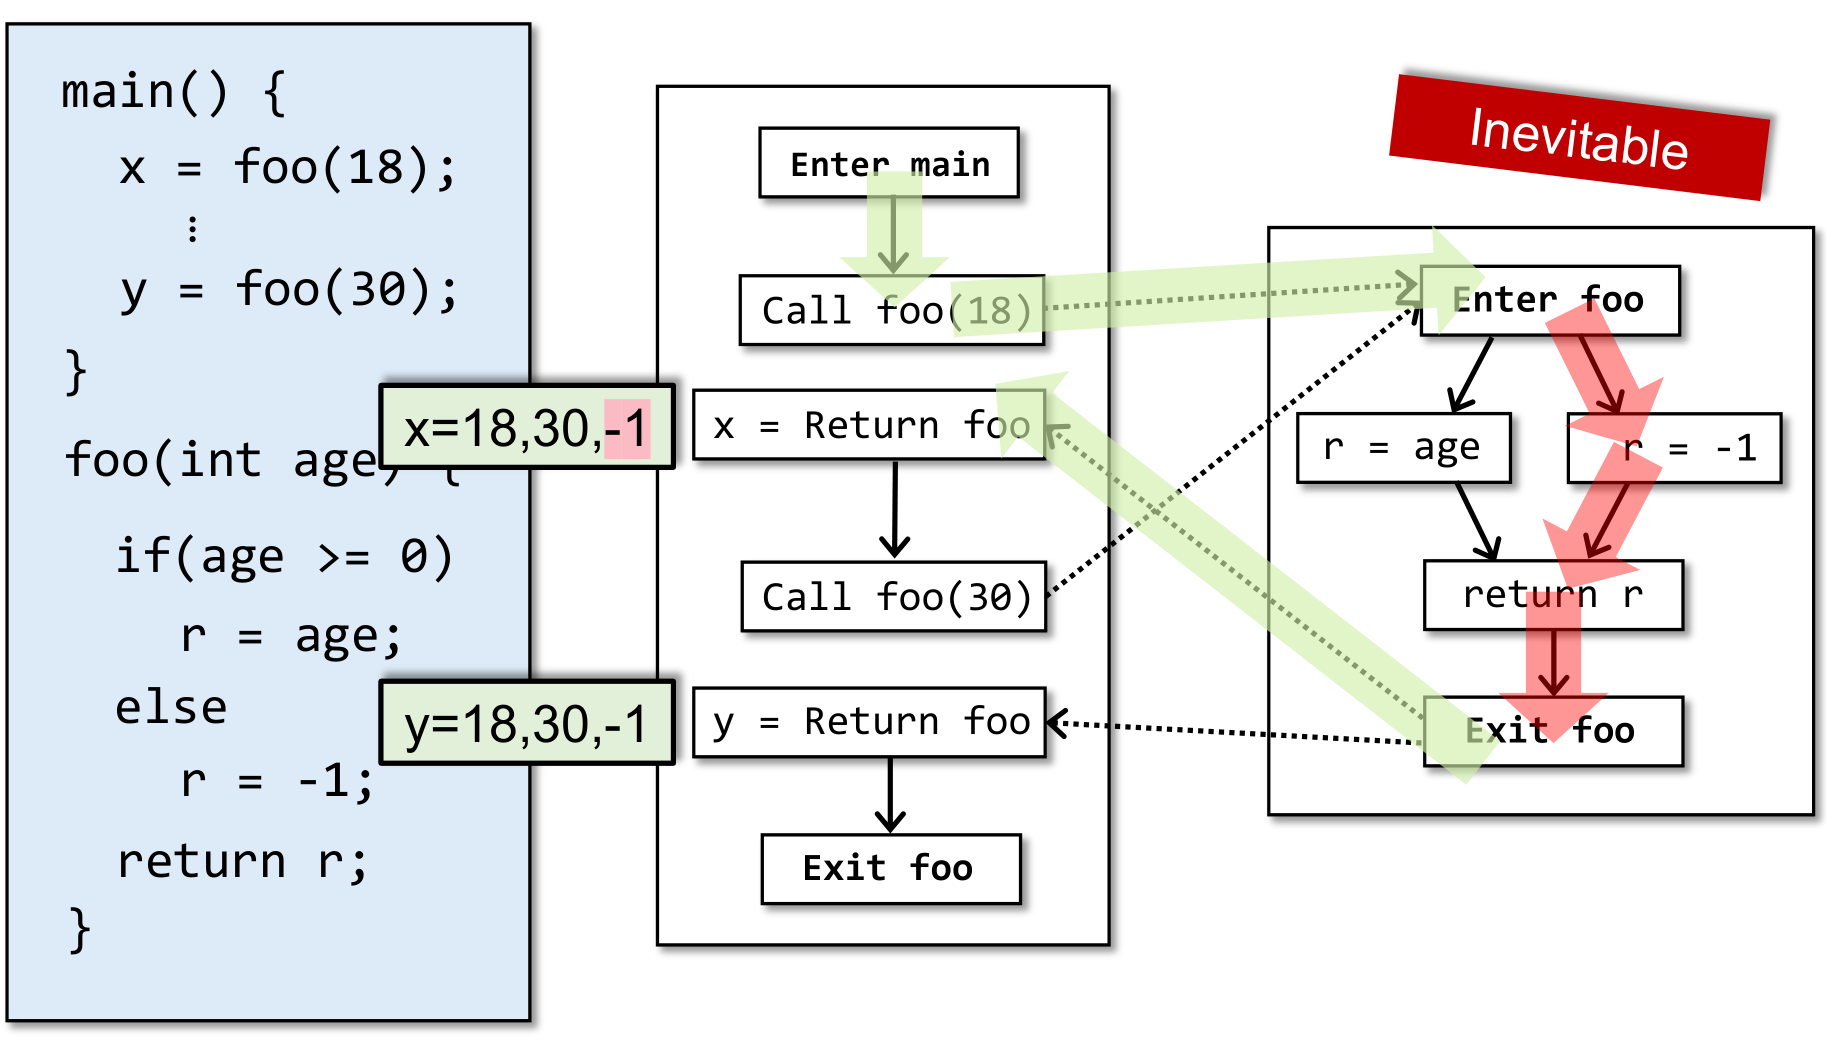 main() {
x = foo(18);
⋮
y = foo(30);
}
foo(int age) {
if(age >= 0)
r = age;
else
r = -1;
return r;
}
x=18,30,-1
y=18,30,-1
Enter main
Call foo(18)
x = Return foo
Call foo(30)
y = Return foo
Exit foo
Inevitable
Enter foo
r = age
r = -1
return r
Exit foo